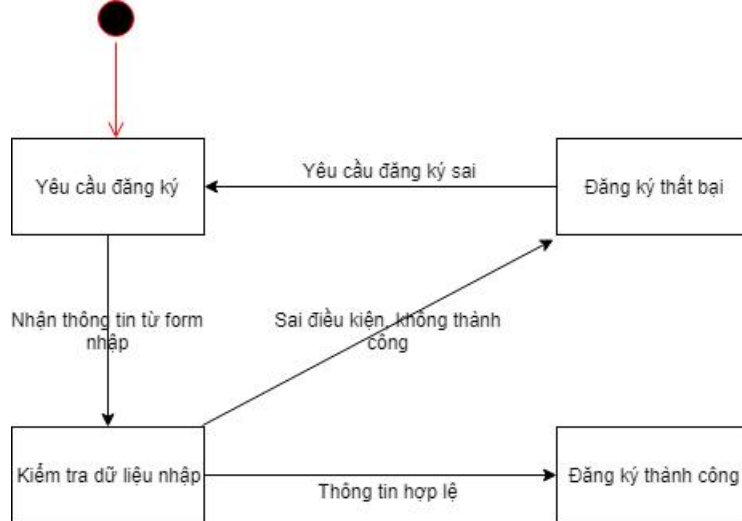 Yêu cầu đăng ký
Yêu cầu đăng ký sai
Đăng ký thất bại
Nhận thông tin từ form
nhập
Sai điều kiện, không thành
công
Kiểm tra dữ liệu nhập
Thông tin hợp lệ
Đăng ký thành công